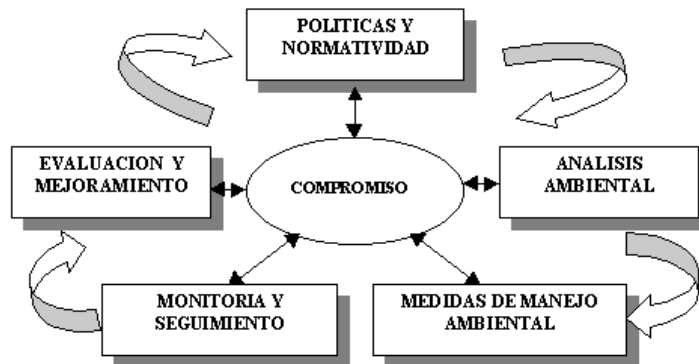 POLITICAS Y
NORMATIVIDAD
EVALUACION Y
MEJORAMIENTO
COMPROMISO
ANALISIS
AMBIENTAL
MONITORIA Y
SEGUIMIENTO
MEDIDAS DE MANEJO
AMBIENTAL